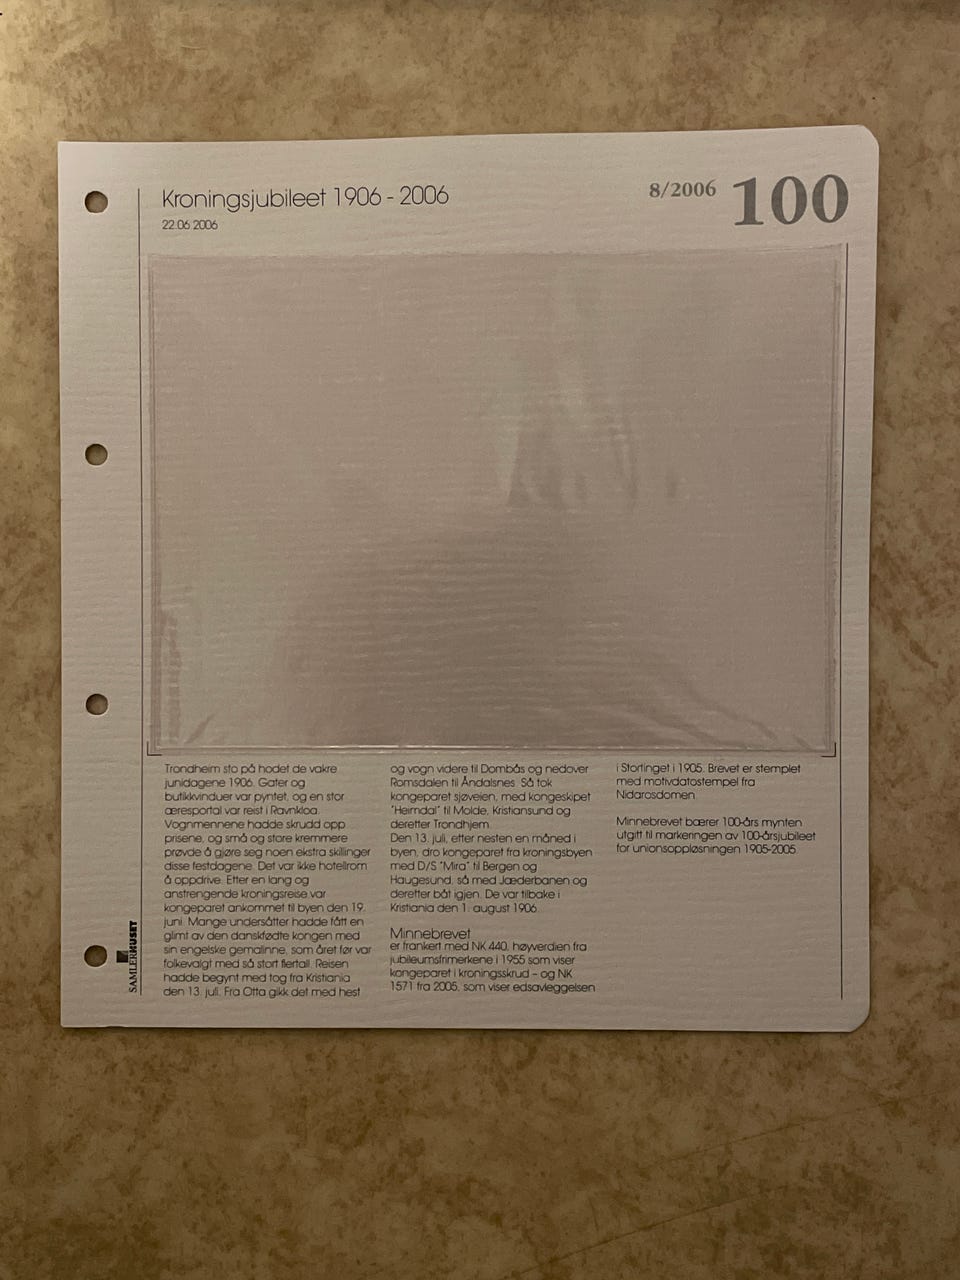 Kroningsjubileet 1906 - 2006
22.06.2006
8/2006 100
Trondheim sto på hodet de vakre
junidagene 1906. Gater og
butikkvinduer var pyntet, og en stor
æresportal var reist i Ravnkloa.
Vognmennene hadde skrudd opp
prisene, og små og store kremmere
prøvde å gjøre seg noen ekstra skillinger
disse festdagene. Det var ikke hotellrom
å oppdrive. Etter en lang og
anstrengende kroningsreise var
kongeparet ankommet til byen den 19.
juni. Mange undersåtter hadde fått en
glimt av den danskfødte kongen med
sin engelske gemalinne, som året før var
folkevalgt med så stort flertall. Reisen
hadde begynt med tog fra Kristiania
den 13. juli. Fra Otta gikk det med hest
og vogn videre til Dombås og nedover
Romsdalen til Åndalsnes. Så tok
kongeparet sjøveien, med kongeskipet
"Heimdal" til Molde, Kristiansund og
deretter Trondhjem.
Den 13. juli, etter nesten en måned i
byen, dro kongeparet fra kroningsbyen
med D/S "Mira" til Bergen og
Haugesund, så med Jæderbanen og
deretter båt igjen. De var tilbake i
Kristiania den 1. august 1906.
Minnebrevet
er frankert med NK 440, høyverdien fra
jubileumsfrimerkene i 1955 som viser
kongeparet i kroningsskrud – og NK
1571 fra 2005, som viser edsavleggelsen
i Stortinget i 1905. Brevet er stemplet
med motivdatostempel fra
Nidarosdomen.
Minnebrevet bærer 100-års mynten
utgitt til markeringen av 100-årsjubileet
for unionsoppløsningen 1905-2005.
SAMLERHUSET